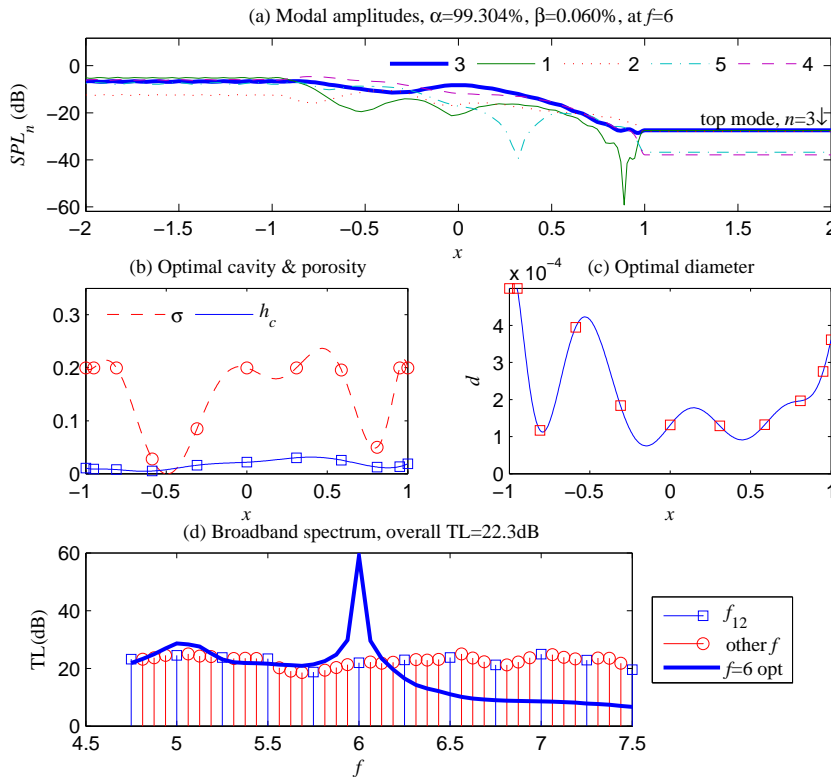 (a) Modal amplitudes, α=99.304%, β=0.060%, at f=6
0
−20
−40
−60
SPL_n (dB)
3 1 2 5 4
top mode, n=3↓
−2 −1.5 −1 −0.5 0 0.5 1 1.5 2
x
(b) Optimal cavity & porosity
0.3
0.2
0.1
0
σ h_c
−1 −0.5 0 0.5 1
x
(c) Optimal diameter
x 10^−4
4
3
2
1
0
d
−1 −0.5 0 0.5 1
x
(d) Broadband spectrum, overall TL=22.3dB
60
40
20
0
TL(dB)
4.5 5 5.5 6 6.5 7 7.5
f
f_12
other f
f=6 opt